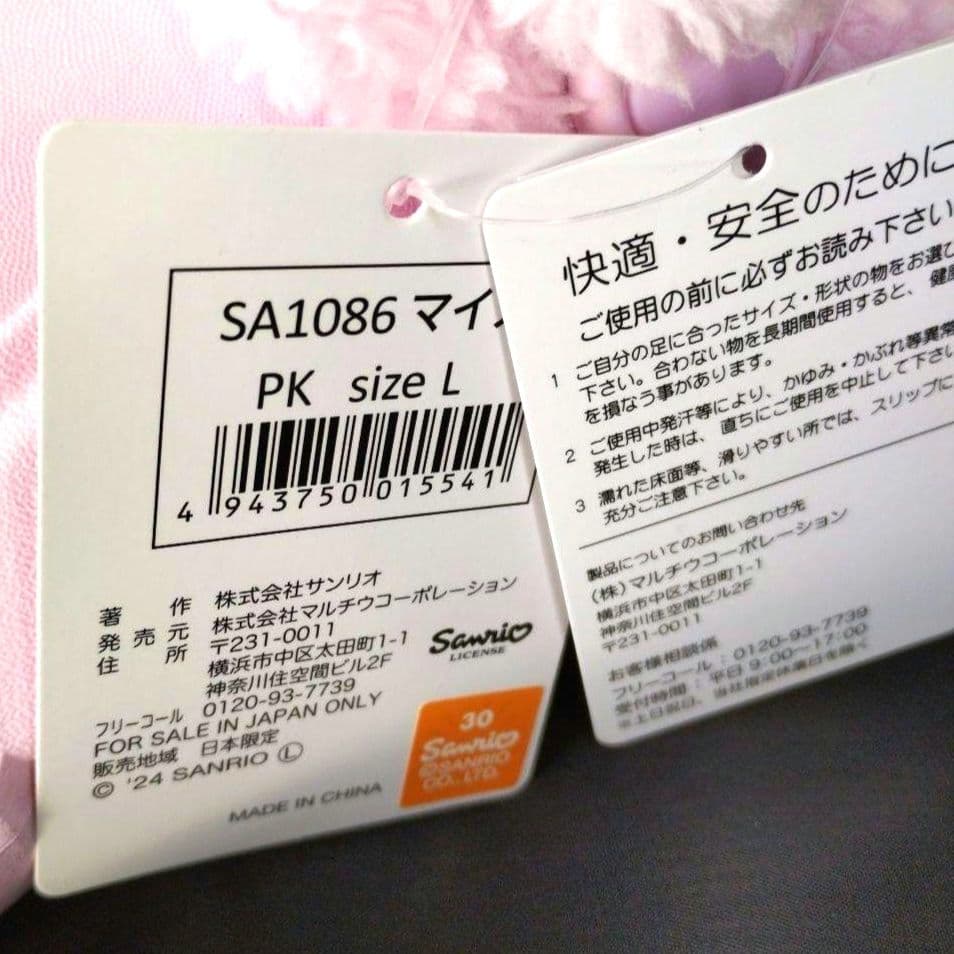 SA1086 マイ
PK size L
4 943750 015541
著作 株式会社サンリオ
発売元 株式会社マルチウコーポレーション
住所 〒231-0011
横浜市中区太田町1-1
神奈川住空間ビル2F
フリーコール 0120-93-7739
FOR SALE IN JAPAN ONLY
販売地域 日本限定
© '24 SANRIO Ⓛ
MADE IN CHINA
Sanrio
LICENSE
30
Sanrio
©SANRIO
CO., LTD.
快適・安全のために
ご使用の前に必ずお読み下さい
1 ご自分の足に合ったサイズ・形状の物をお選び
下さい。合わない物を長期間使用すると、健康
を損なう事があります。
2 ご使用中発汗等により、かゆみ・かぶれ等異常
発生した時は、直ちにご使用を中止して下さい
3 濡れた床面等、滑りやすい所では、スリップに
充分ご注意下さい。
製品についてのお問い合わせ先
(株)マルチウコーポレーション
横浜市中区太田町1-1
神奈川住空間ビル2F
〒231-0011
お客様相談係
フリーコール:0120-93-7739
受付時間:平日 9:00～17:00
※土日祝日、当社指定休業日を除く